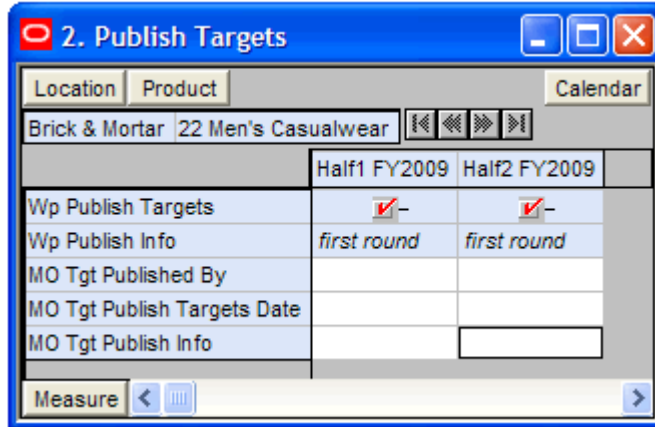 2. Publish Targets
Location Product Calendar
Brick & Mortar 22 Men's Casualwear
Half1 FY2009 Half2 FY2009
Wp Publish Targets
Wp Publish Info first round first round
MO Tgt Published By
MO Tgt Publish Targets Date
MO Tgt Publish Info
Measure